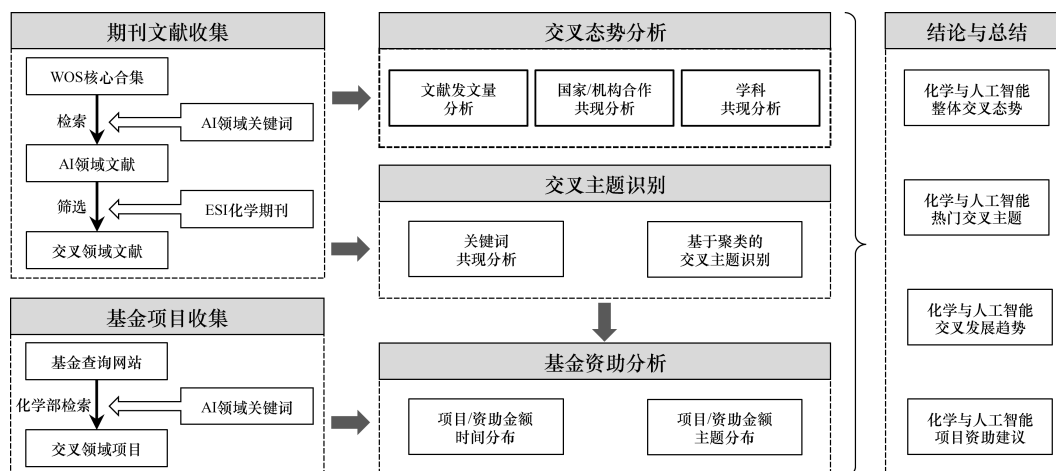 期刊文献收集
WOS核心合集
检索
AI领域关键词
AI领域文献
筛选
ESI化学期刊
交叉领域文献
基金项目收集
基金查询网站
化学部检索
AI领域关键词
交叉领域项目
交叉态势分析
文献发文量
分析
国家/机构合作
共现分析
学科
共现分析
交叉主题识别
关键词
共现分析
基于聚类的
交叉主题识别
基金资助分析
项目/资助金额
时间分布
项目/资助金额
主题分布
结论与总结
化学与人工智能
整体交叉态势
化学与人工智能
热门交叉主题
化学与人工智能
交叉发展趋势
化学与人工智能
项目资助建议